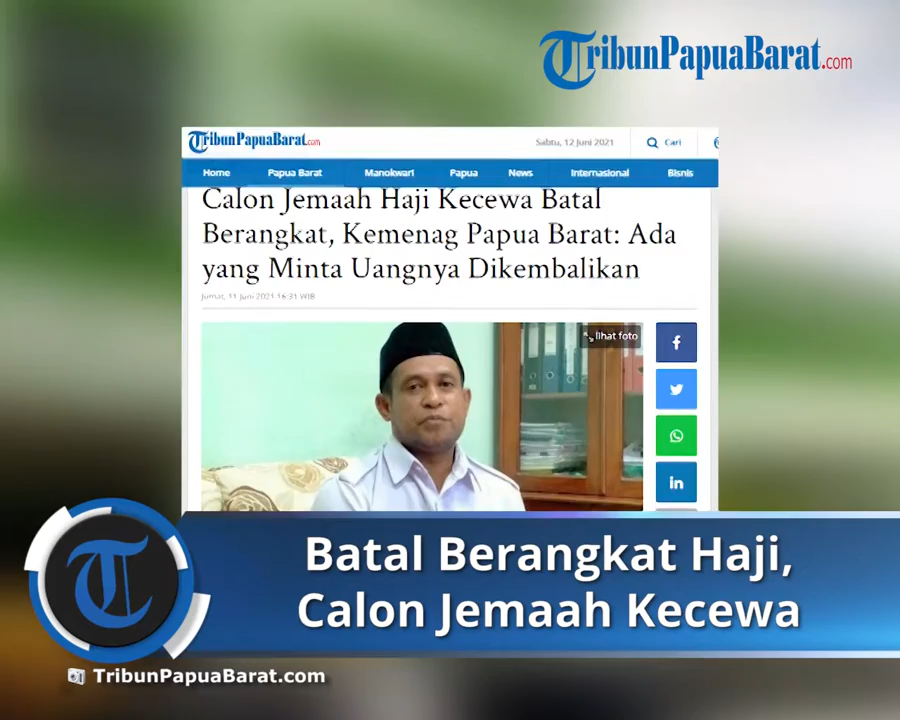 TribunPapuaBarat.com
TribunPapuaBarat.com
Sabtu, 12 Juni 2021
Cari
Home
Papua Barat
Manokwari
Papua
News
Internasional
Bisnis
Calon Jemaah Haji Kecewa Batal
Berangkat, Kemenag Papua Barat: Ada
yang Minta Uangnya Dikembalikan
Jumat, 11 Juni 2021 16:31 WIB
lihat foto
Batal Berangkat Haji,
Calon Jemaah Kecewa
TribunPapuaBarat.com